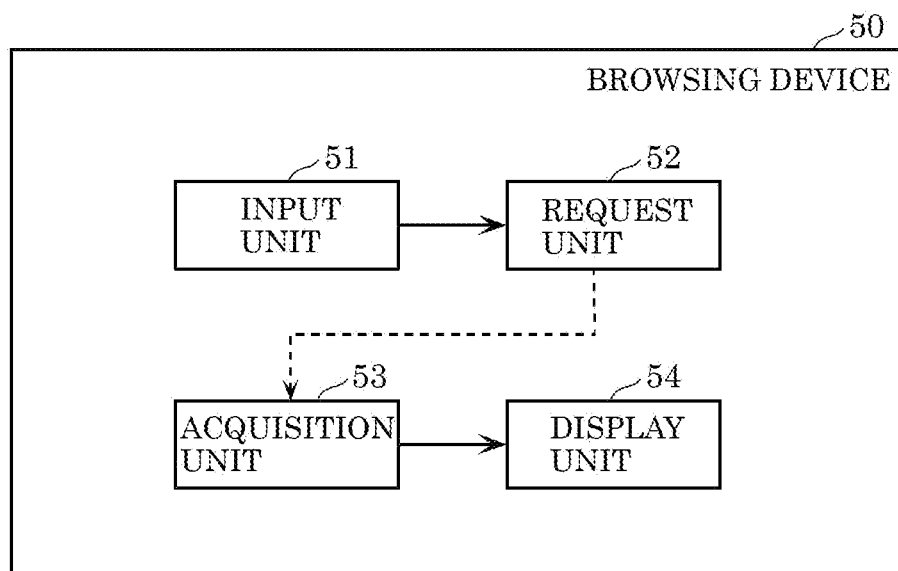 50
BROWSING DEVICE
51
INPUT
UNIT
52
REQUEST
UNIT
53
ACQUISITION
UNIT
54
DISPLAY
UNIT